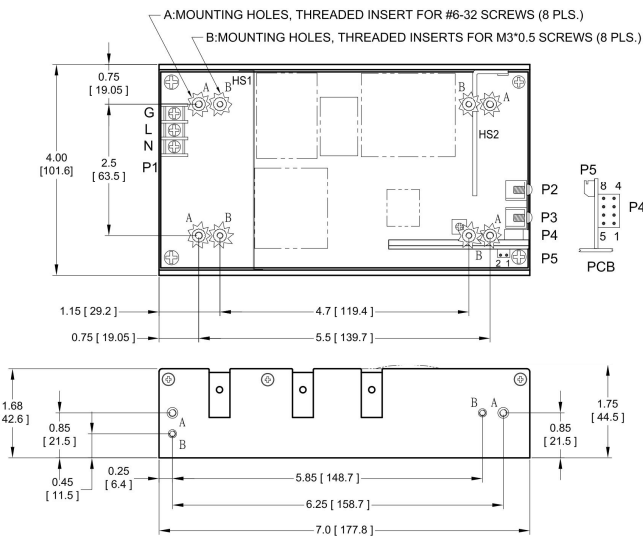 A:MOUNTING HOLES, THREADED INSERT FOR #6-32 SCREWS (8 PLS.)
B:MOUNTING HOLES, THREADED INSERTS FOR M3*0.5 SCREWS (8 PLS.)
0.75
[ 19.05 ]
A
B
HS1
B
A
G
L
N
P1
HS2
4.00
[101.6]
2.5
[ 63.5 ]
P2
P3
P4
P5
A
B
A
B
2 1
P5
8 4
P4
5 1
PCB
1.15 [ 29.2 ]
4.7 [ 119.4 ]
0.75 [ 19.05 ]
5.5 [ 139.7 ]
1.68
42.6 ]
0.85
[ 21.5 ]
A
B
B
A
0.85
[ 21.5 ]
1.75
[ 44.5 ]
0.45
[ 11.5 ]
0.25
[ 6.4 ]
5.85 [ 148.7 ]
6.25 [ 158.7 ]
7.0 [ 177.8 ]